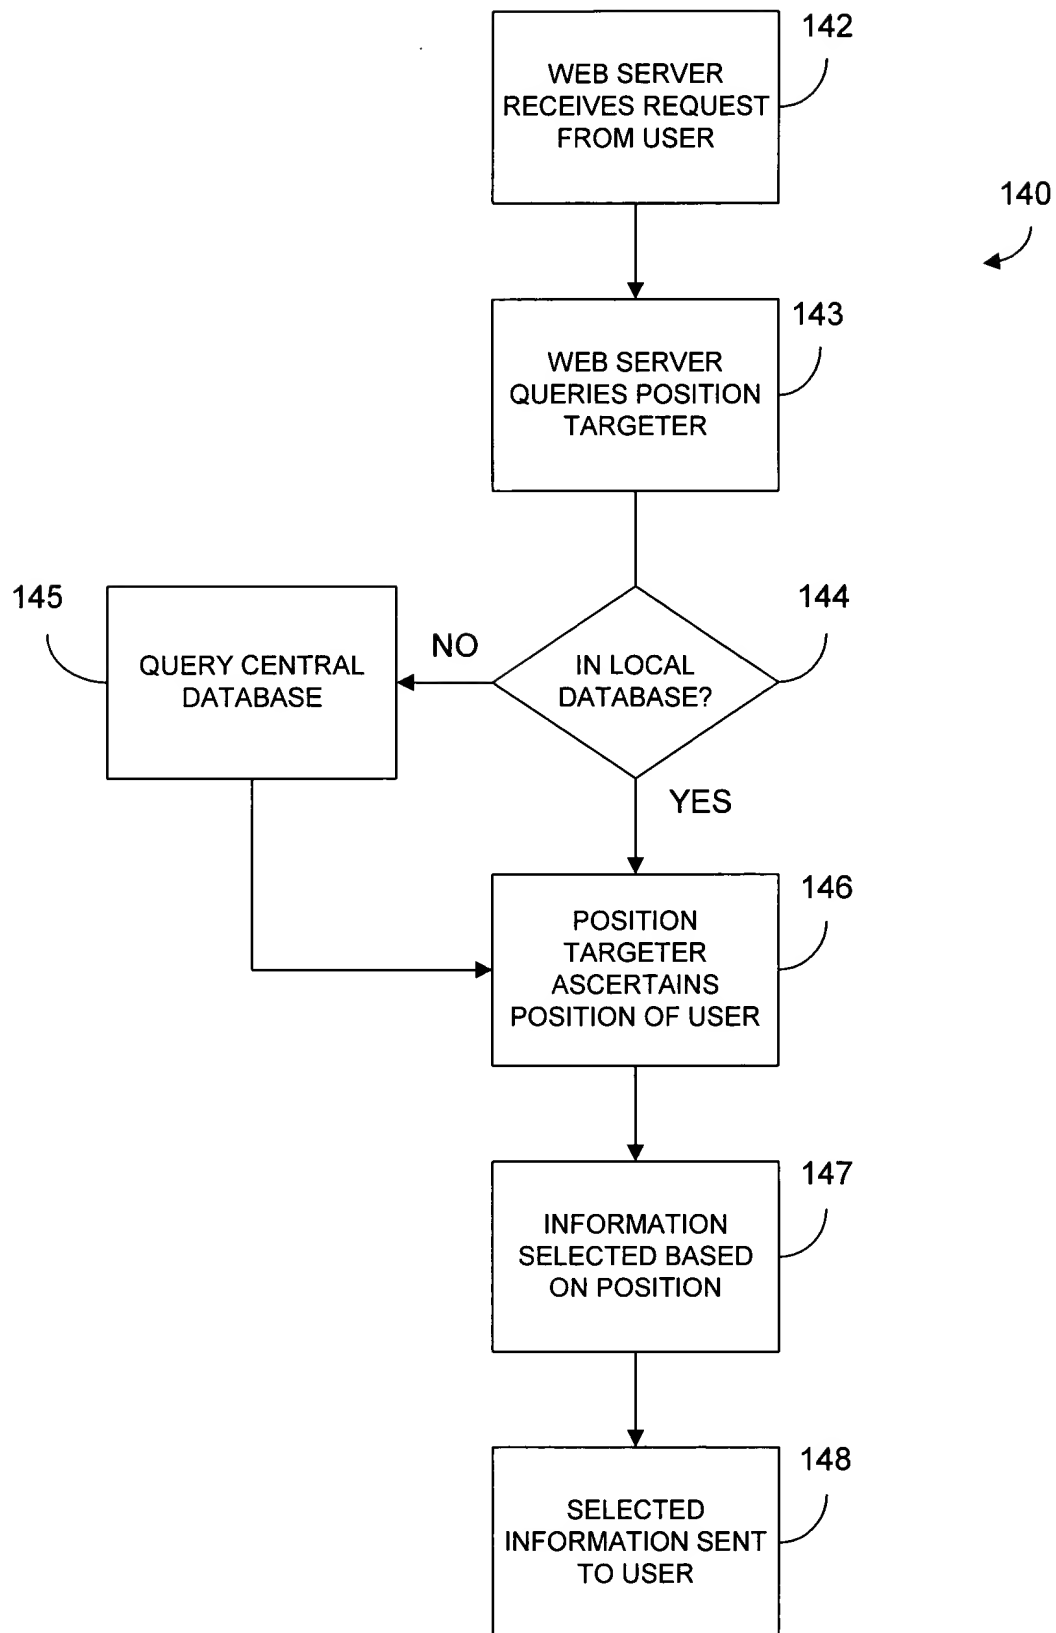 142
WEB SERVER
RECEIVES REQUEST
FROM USER
140
143
WEB SERVER
QUERIES POSITION
TARGETER
145
QUERY CENTRAL
DATABASE
NO
144
IN LOCAL
DATABASE?
YES
146
POSITION
TARGETER
ASCERTAINS
POSITION OF USER
147
INFORMATION
SELECTED BASED
ON POSITION
148
SELECTED
INFORMATION SENT
TO USER